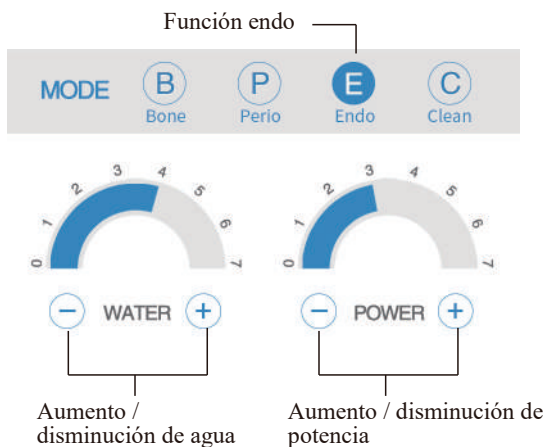 Función endo
MODE B P E C
Bone Perio Endo Clean
0 1 2 3 4 5 6 7
0 1 2 3 4 5 6 7
− WATER +
− POWER +
Aumento /
disminución de agua
Aumento / disminución de
potencia